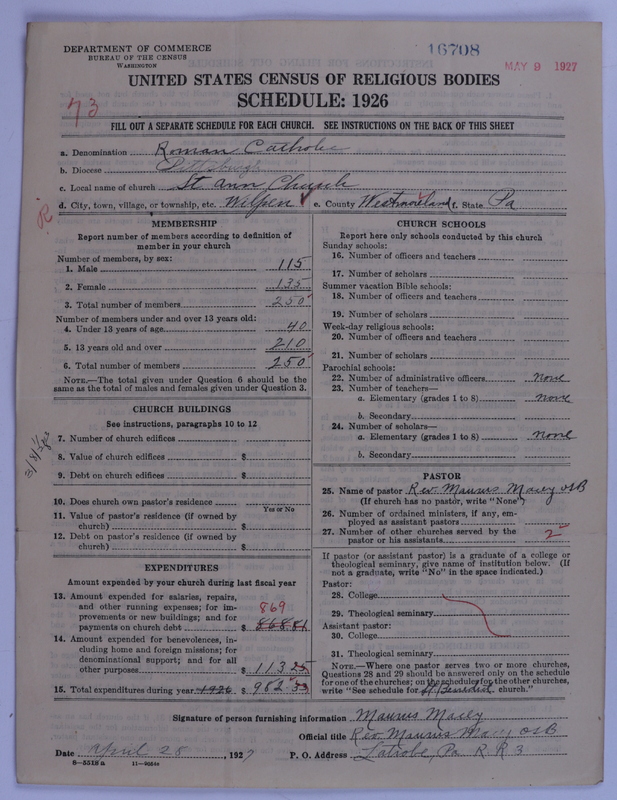 DEPARTMENT OF COMMERCE
BUREAU OF THE CENSUS
WASHINGTON
16708
MAY 9 1927
UNITED STATES CENSUS OF RELIGIOUS BODIES
SCHEDULE: 1926
73
FILL OUT A SEPARATE SCHEDULE FOR EACH CHURCH. SEE INSTRUCTIONS ON THE BACK OF THIS SHEET
a. Denomination Roman Catholic
b. Diocese Pittsburgh
c. Local name of church St Ann Church
d. City, town, village, or township, etc. Wilpen e. County Westmoreland f. State Pa
R
MEMBERSHIP
Report number of members according to definition of
member in your church
Number of members, by sex:
1. Male 115
2. Female 135
3. Total number of members 250
Number of members under and over 13 years old:
4. Under 13 years of age 40
5. 13 years old and over 210
6. Total number of members 250
NOTE.—The total given under Question 6 should be
same as the total of males and females given under Question 3.
CHURCH BUILDINGS
See instructions, paragraphs 10 to 12
7. Number of church edifices
8. Value of church edifices $
9. Debt on church edifices $
10. Does church own pastor's residence
Yes or No
11. Value of pastor's residence (if owned by
church) $
12. Debt on pastor's residence (if owned by
church) $
EXPENDITURES
Amount expended by your church during last fiscal year
13. Amount expended for salaries, repairs,
and other running expenses; for im-
provements or new buildings; and for
payments on church debt $ 868.81
869
14. Amount expended for benevolences, in-
cluding home and foreign missions; for
denominational support; and for all
other purposes $ 113
15. Total expenditures during year 1926 $ 982
CHURCH SCHOOLS
Report here only schools conducted by this church
Sunday schools:
16. Number of officers and teachers
17. Number of scholars
Summer vacation Bible schools:
18. Number of officers and teachers
19. Number of scholars
Week-day religious schools:
20. Number of officers and teachers
21. Number of scholars
Parochial schools:
22. Number of administrative officers none
23. Number of teachers—
a. Elementary (grades 1 to 8) none
b. Secondary
24. Number of scholars—
a. Elementary (grades 1 to 8) none
b. Secondary
PASTOR
25. Name of pastor Rev. Maurus Macey OSB
(If church has no pastor, write "None")
26. Number of ordained ministers, if any, em-
ployed as assistant pastors
27. Number of other churches served by the
pastor or his assistants 2
If pastor (or assistant pastor) is a graduate of a college or
theological seminary, give name of institution below. (If
not a graduate, write "No" in the space indicated.)
Pastor:
28. College
29. Theological seminary
Assistant pastor:
30. College
31. Theological seminary
NOTE.—Where one pastor serves two or more churches,
Questions 28 and 29 should be answered only on the schedule
for one of the churches; on the schedules for the other churches,
write "See schedule for St Benedict church."
Signature of person furnishing information Maurus Macey
Official title Rev. Maurus Macey OSB
Date April 28, 1927 P. O. Address Latrobe, Pa R R 3
8—5518 a